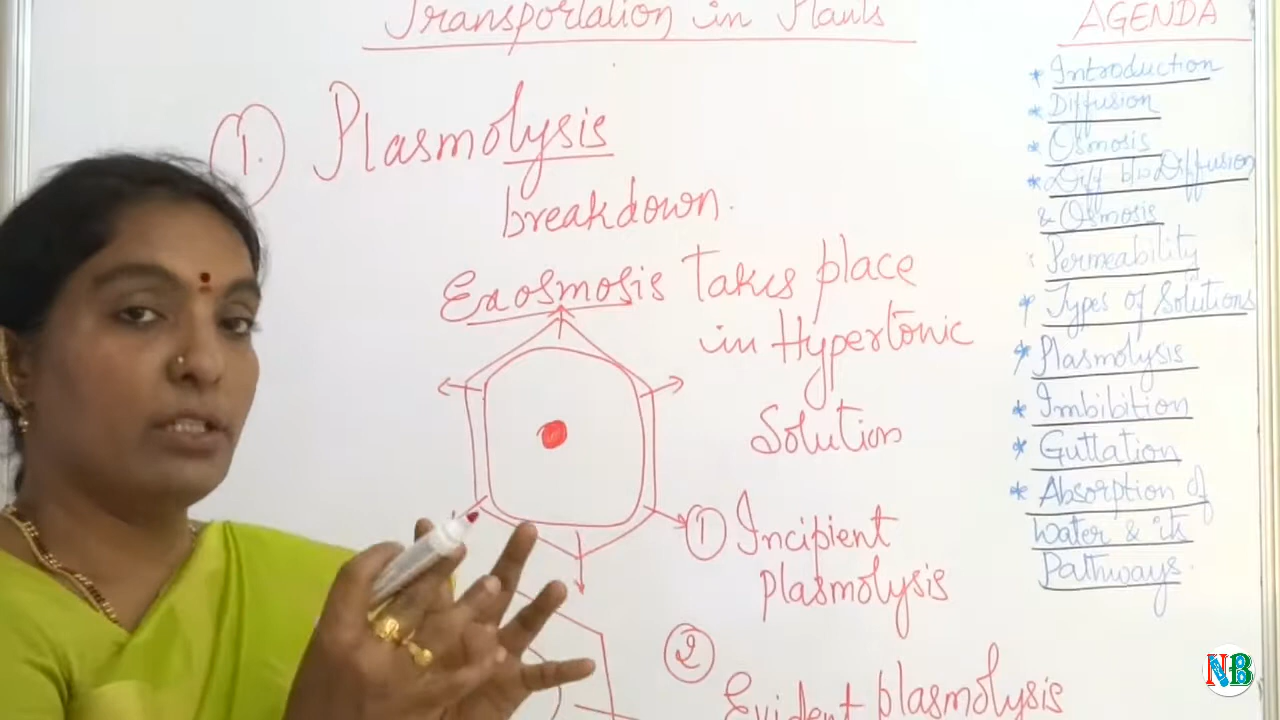 Transportation in Plants
1. Plasmolysis
breakdown.
Exosmosis takes place
in Hypertonic
Solution
1 Incipient
plasmolysis
2
Evident plasmolysis
AGENDA
* Introduction
* Diffusion
* Osmosis
* Diff b/w Diffusion
& Osmosis
: Permeability
* Types of Solutions
* Plasmolysis
* Imbibition
* Guttation
* Absorption of
Water & its
Pathways.
NB